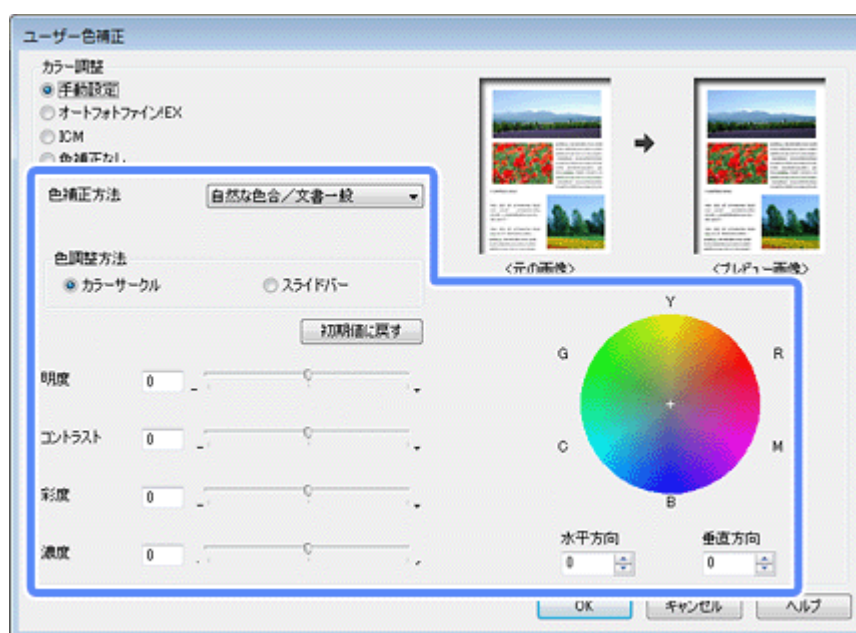 ユーザー色補正
カラー調整
手動設定
オートフォトファイン!EX
ICM
色補正なし
色補正方法
自然な色合／文書一般
色調整方法
カラーサークル
スライドバー
初期値に戻す
明度
0
-
+
コントラスト
0
-
+
彩度
0
-
+
濃度
0
-
+
<元の画像>
<プレビュー画像>
Y
G
R
C
M
B
水平方向
垂直方向
0
0
OK
キャンセル
ヘルプ